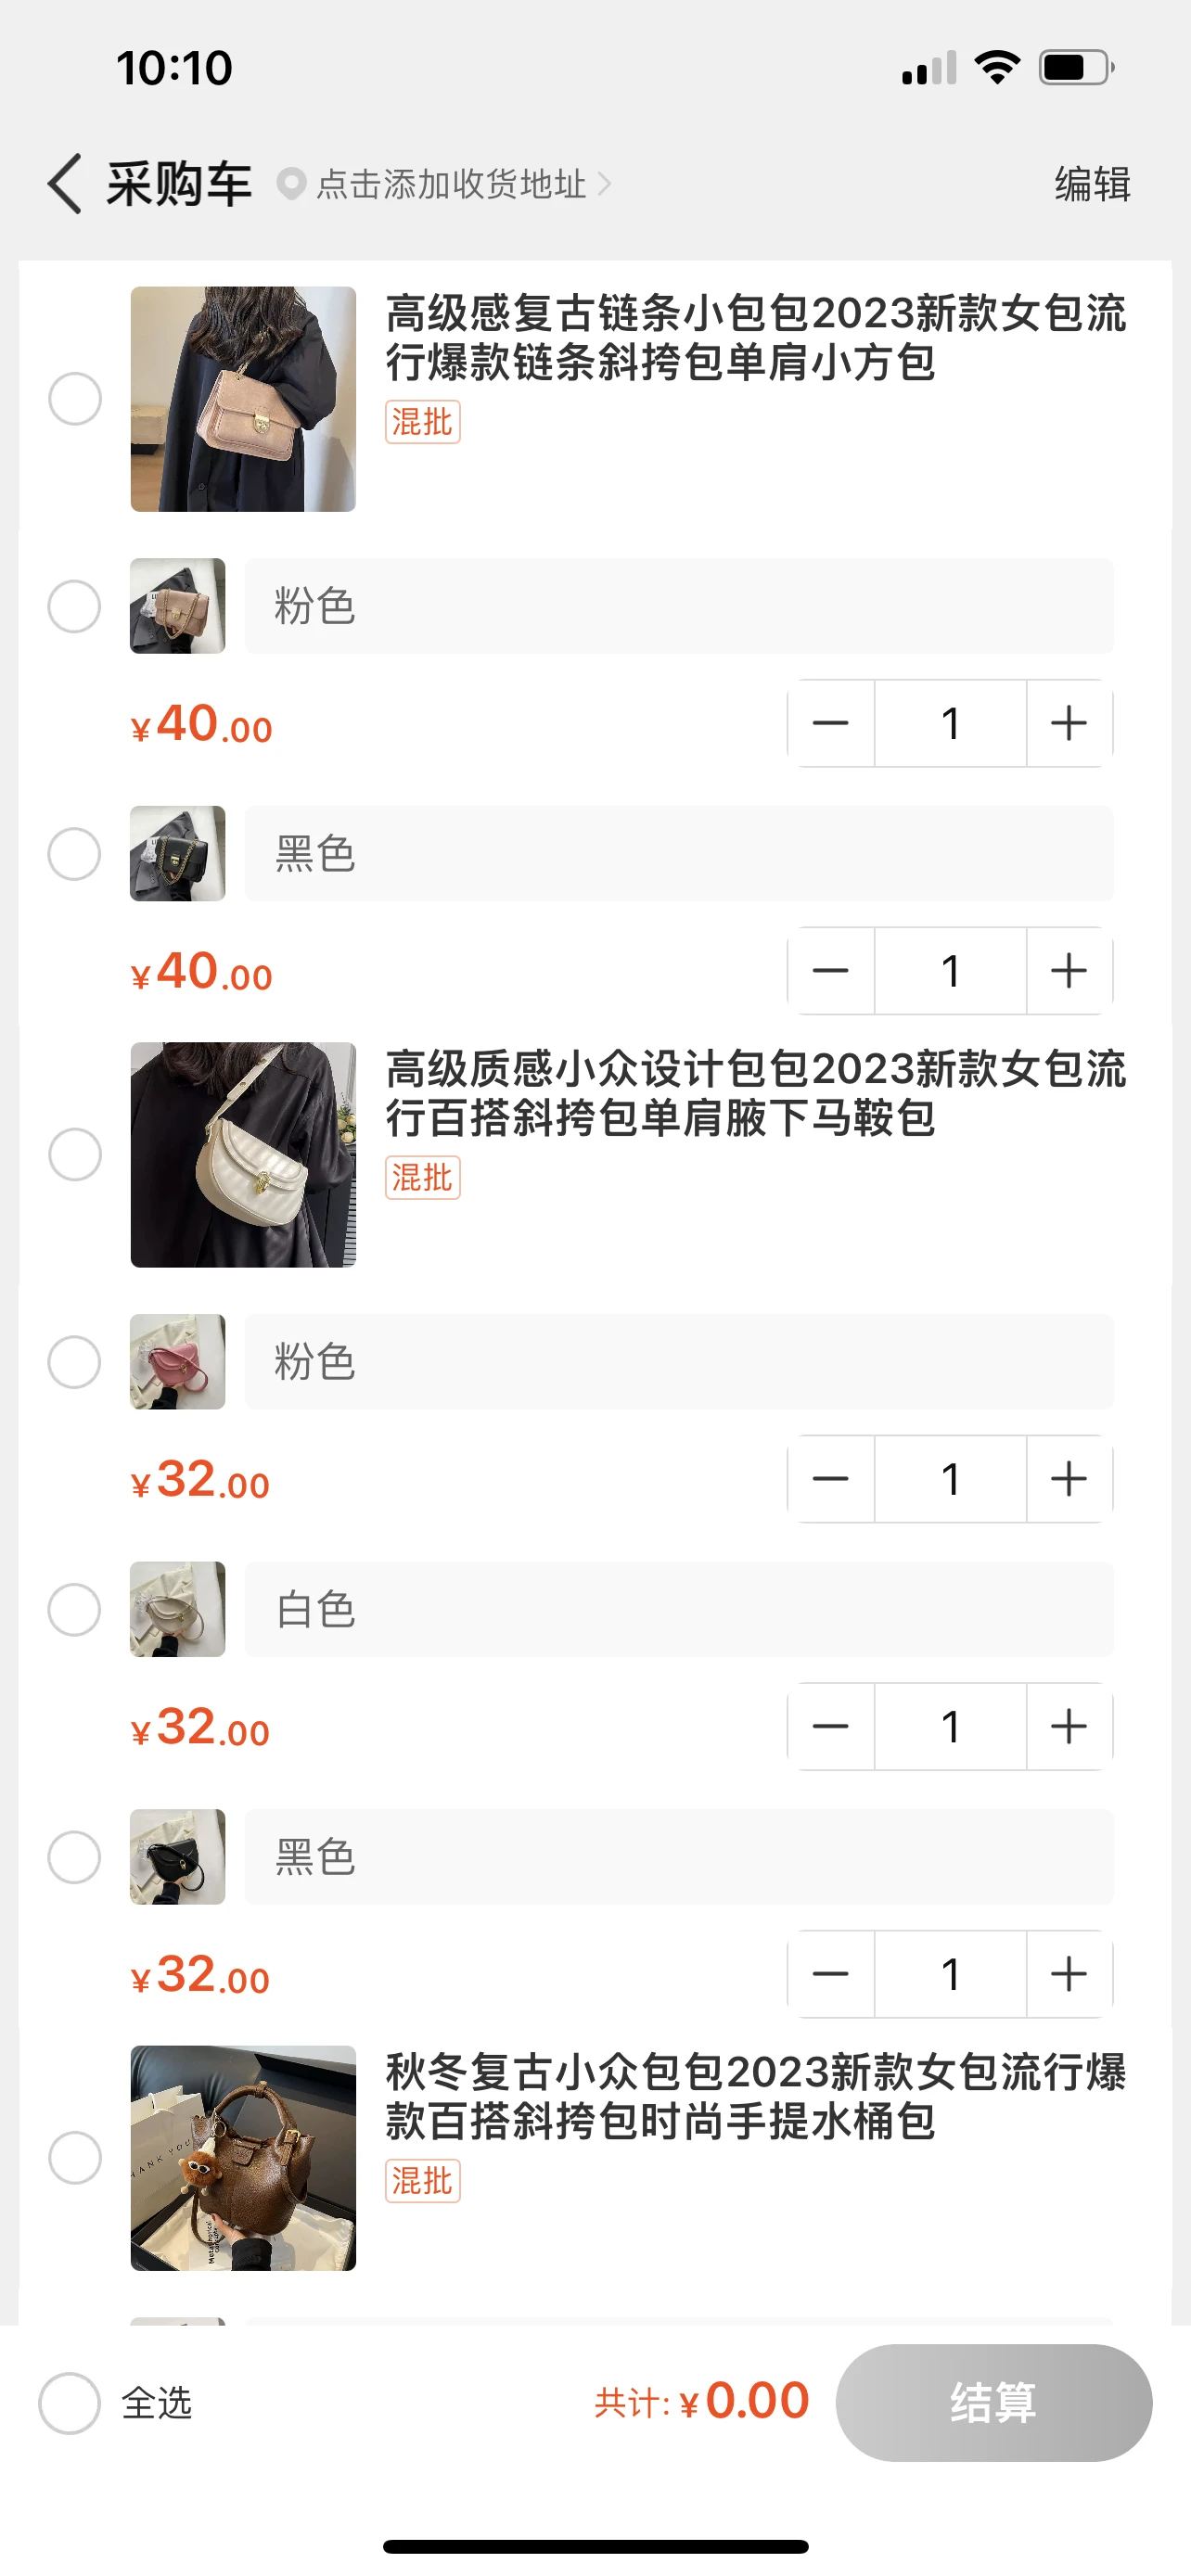 10:10
采购车
点击添加收货地址
编辑
高级感复古链条小包包2023新款女包流
行爆款链条斜挎包单肩小方包
混批
粉色
¥40.00
1
黑色
¥40.00
1
高级质感小众设计包包2023新款女包流
行百搭斜挎包单肩腋下马鞍包
混批
粉色
¥32.00
1
白色
¥32.00
1
黑色
¥32.00
1
秋冬复古小众包包2023新款女包流行爆
款百搭斜挎包时尚手提水桶包
混批
全选
共计: ¥0.00
结算